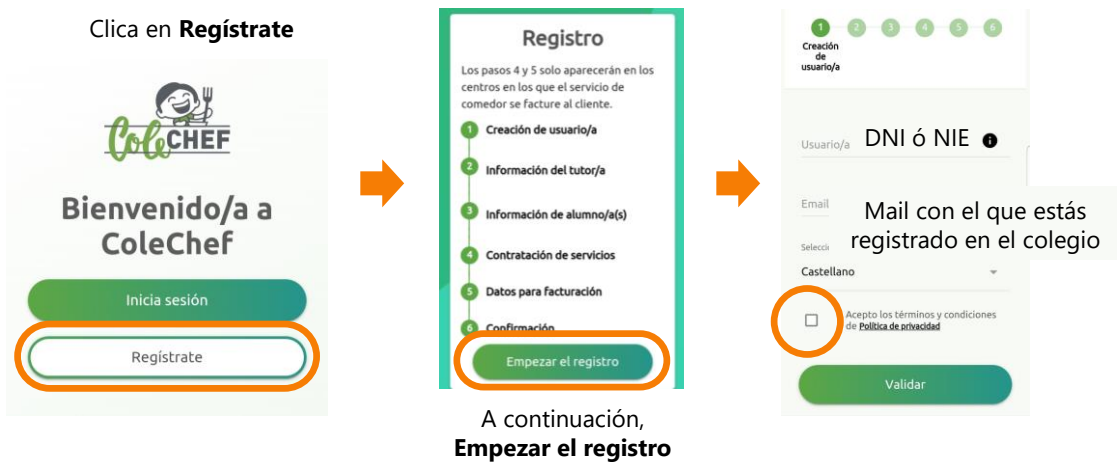 Clica en Regístrate
ColeCHEF
Bienvenido/a a
ColeChef
Inicia sesión
Regístrate
Registro
Los pasos 4 y 5 solo aparecerán en los
centros en los que el servicio de
comedor se facture al cliente.
1 Creación de usuario/a
2 Información del tutor/a
3 Información de alumno/a(s)
4 Contratación de servicios
5 Datos para facturación
6 Confirmación
Empezar el registro
A continuación,
Empezar el registro
1 2 3 4 5 6
Creación
de
usuario/a
Usuario/a DNI ó NIE
Email
Mail con el que estás
registrado en el colegio
Castellano
Acepto los términos y condiciones
de Política de privacidad
Validar